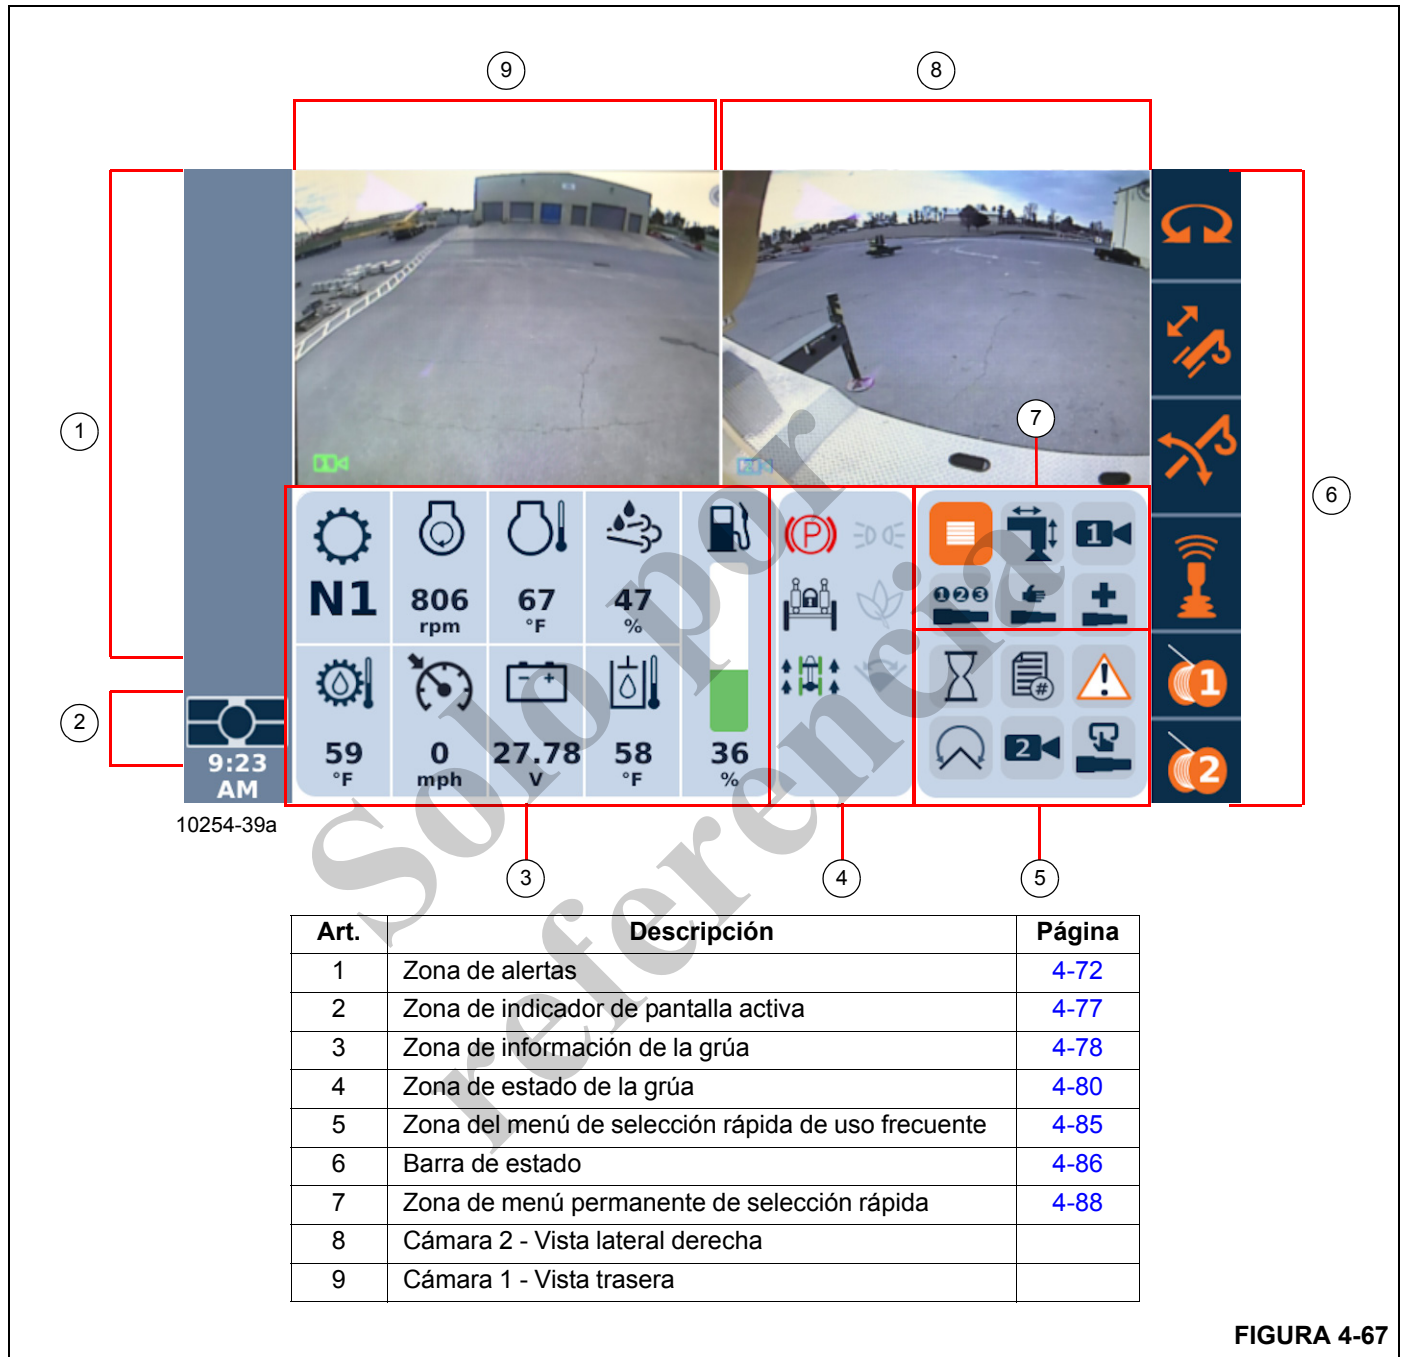 9
8
1
7
6
2
N1
806
rpm
67
°F
47
%
59
°F
0
mph
27.78
V
58
°F
36
%
P
1
#
2
1
2
9:23
AM
10254-39a
3
4
5
Art. Descripción Página
1 Zona de alertas 4-72
2 Zona de indicador de pantalla activa 4-77
3 Zona de información de la grúa 4-78
4 Zona de estado de la grúa 4-80
5 Zona del menú de selección rápida de uso frecuente 4-85
6 Barra de estado 4-86
7 Zona de menú permanente de selección rápida 4-88
8 Cámara 2 - Vista lateral derecha
9 Cámara 1 - Vista trasera
FIGURA 4-67
Solo por
referencia